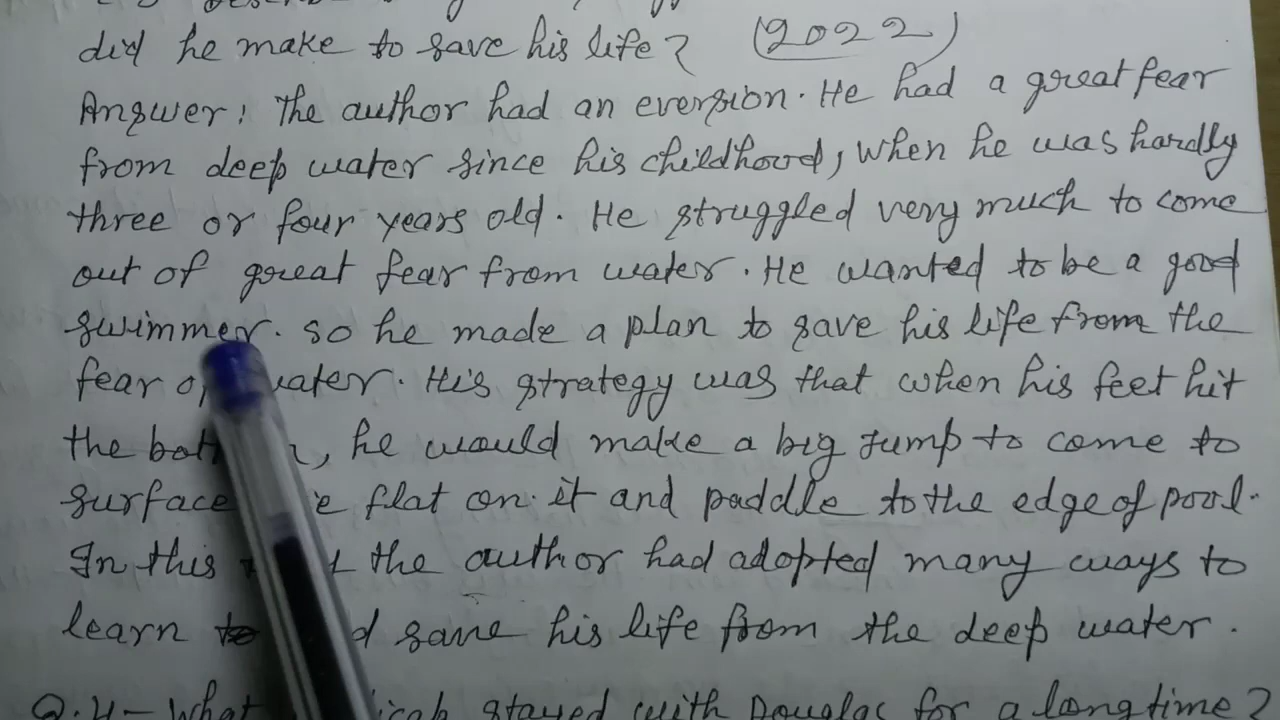 did he make to save his life? (2022)
Answer: The author had an eversion. He had a great fear
from deep water since his childhood, when he was hardly
three or four years old. He struggled very much to come
out of great fear from water. He wanted to be a good
swimmer. so he made a plan to save his life from the
fear water. His strategy was that when his feet hit
the he would make a big Jump to come to
surface flat on it and paddle to the edge of pool.
In this the author had adopted many ways to
learn save his life from the deep water.
Q.4- What stayed with Douglas for a long time?